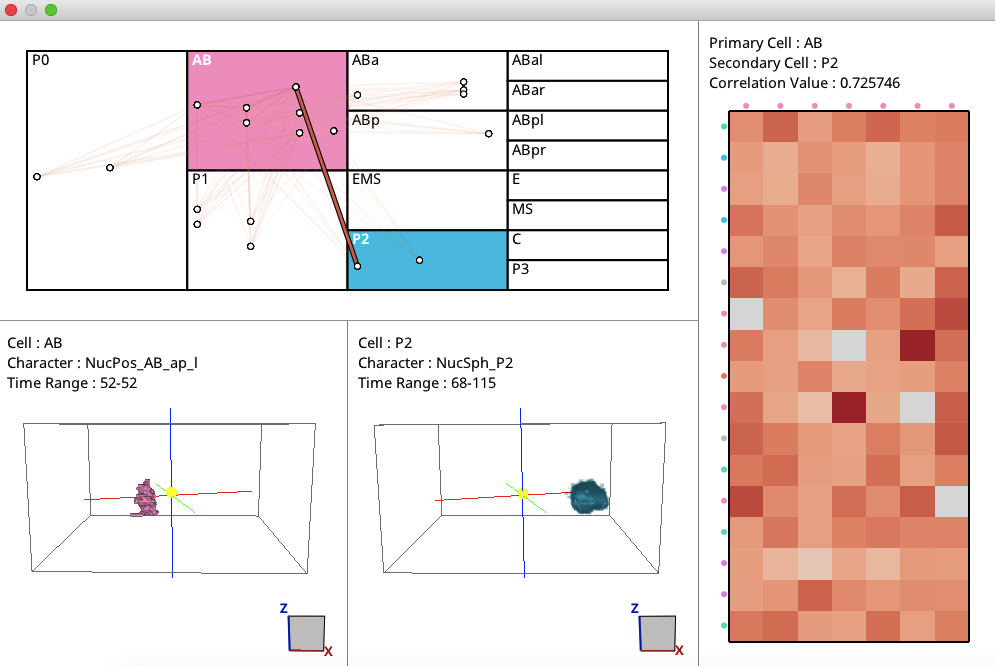 P0
AB
ABa
ABal
ABar
ABp
ABpl
ABpr
P1
EMS
E
MS
P2
C
P3
Primary Cell : AB
Secondary Cell : P2
Correlation Value : 0.725746
Cell : AB
Character : NucPos_AB_ap_l
Time Range : 52-52
Z
X
Cell : P2
Character : NucSph_P2
Time Range : 68-115
Z
X